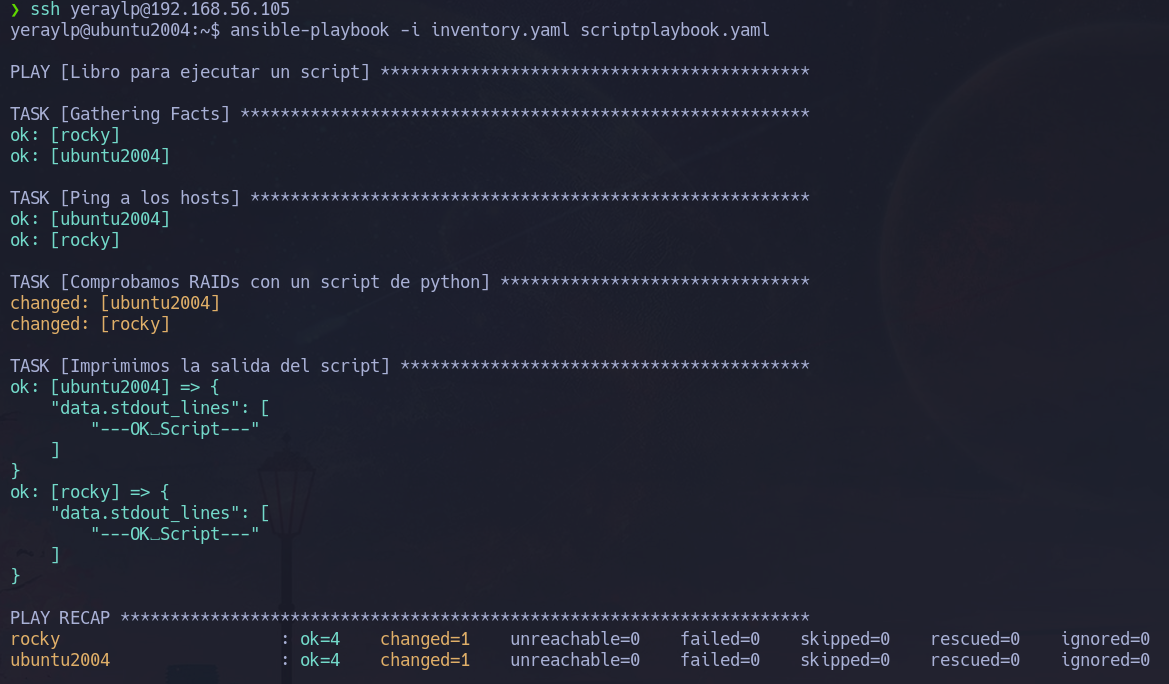 ❯ ssh yeraylp@192.168.56.105
yeraylp@ubuntu2004:~$ ansible-playbook -i inventory.yaml scriptplaybook.yaml
PLAY [Libro para ejecutar un script] *******************************************
TASK [Gathering Facts] *********************************************************
ok: [rocky]
ok: [ubuntu2004]
TASK [Ping a los hosts] ********************************************************
ok: [ubuntu2004]
ok: [rocky]
TASK [Comprobamos RAIDs con un script de python] *******************************
changed: [ubuntu2004]
changed: [rocky]
TASK [Imprimimos la salida del script] *****************************************
ok: [ubuntu2004] => {
    "data.stdout_lines": [
        "---OK␣Script---"
    ]
}
ok: [rocky] => {
    "data.stdout_lines": [
        "---OK␣Script---"
    ]
}
PLAY RECAP *********************************************************************
rocky                      : ok=4    changed=1    unreachable=0    failed=0    skipped=0    rescued=0    ignored=0
ubuntu2004                 : ok=4    changed=1    unreachable=0    failed=0    skipped=0    rescued=0    ignored=0